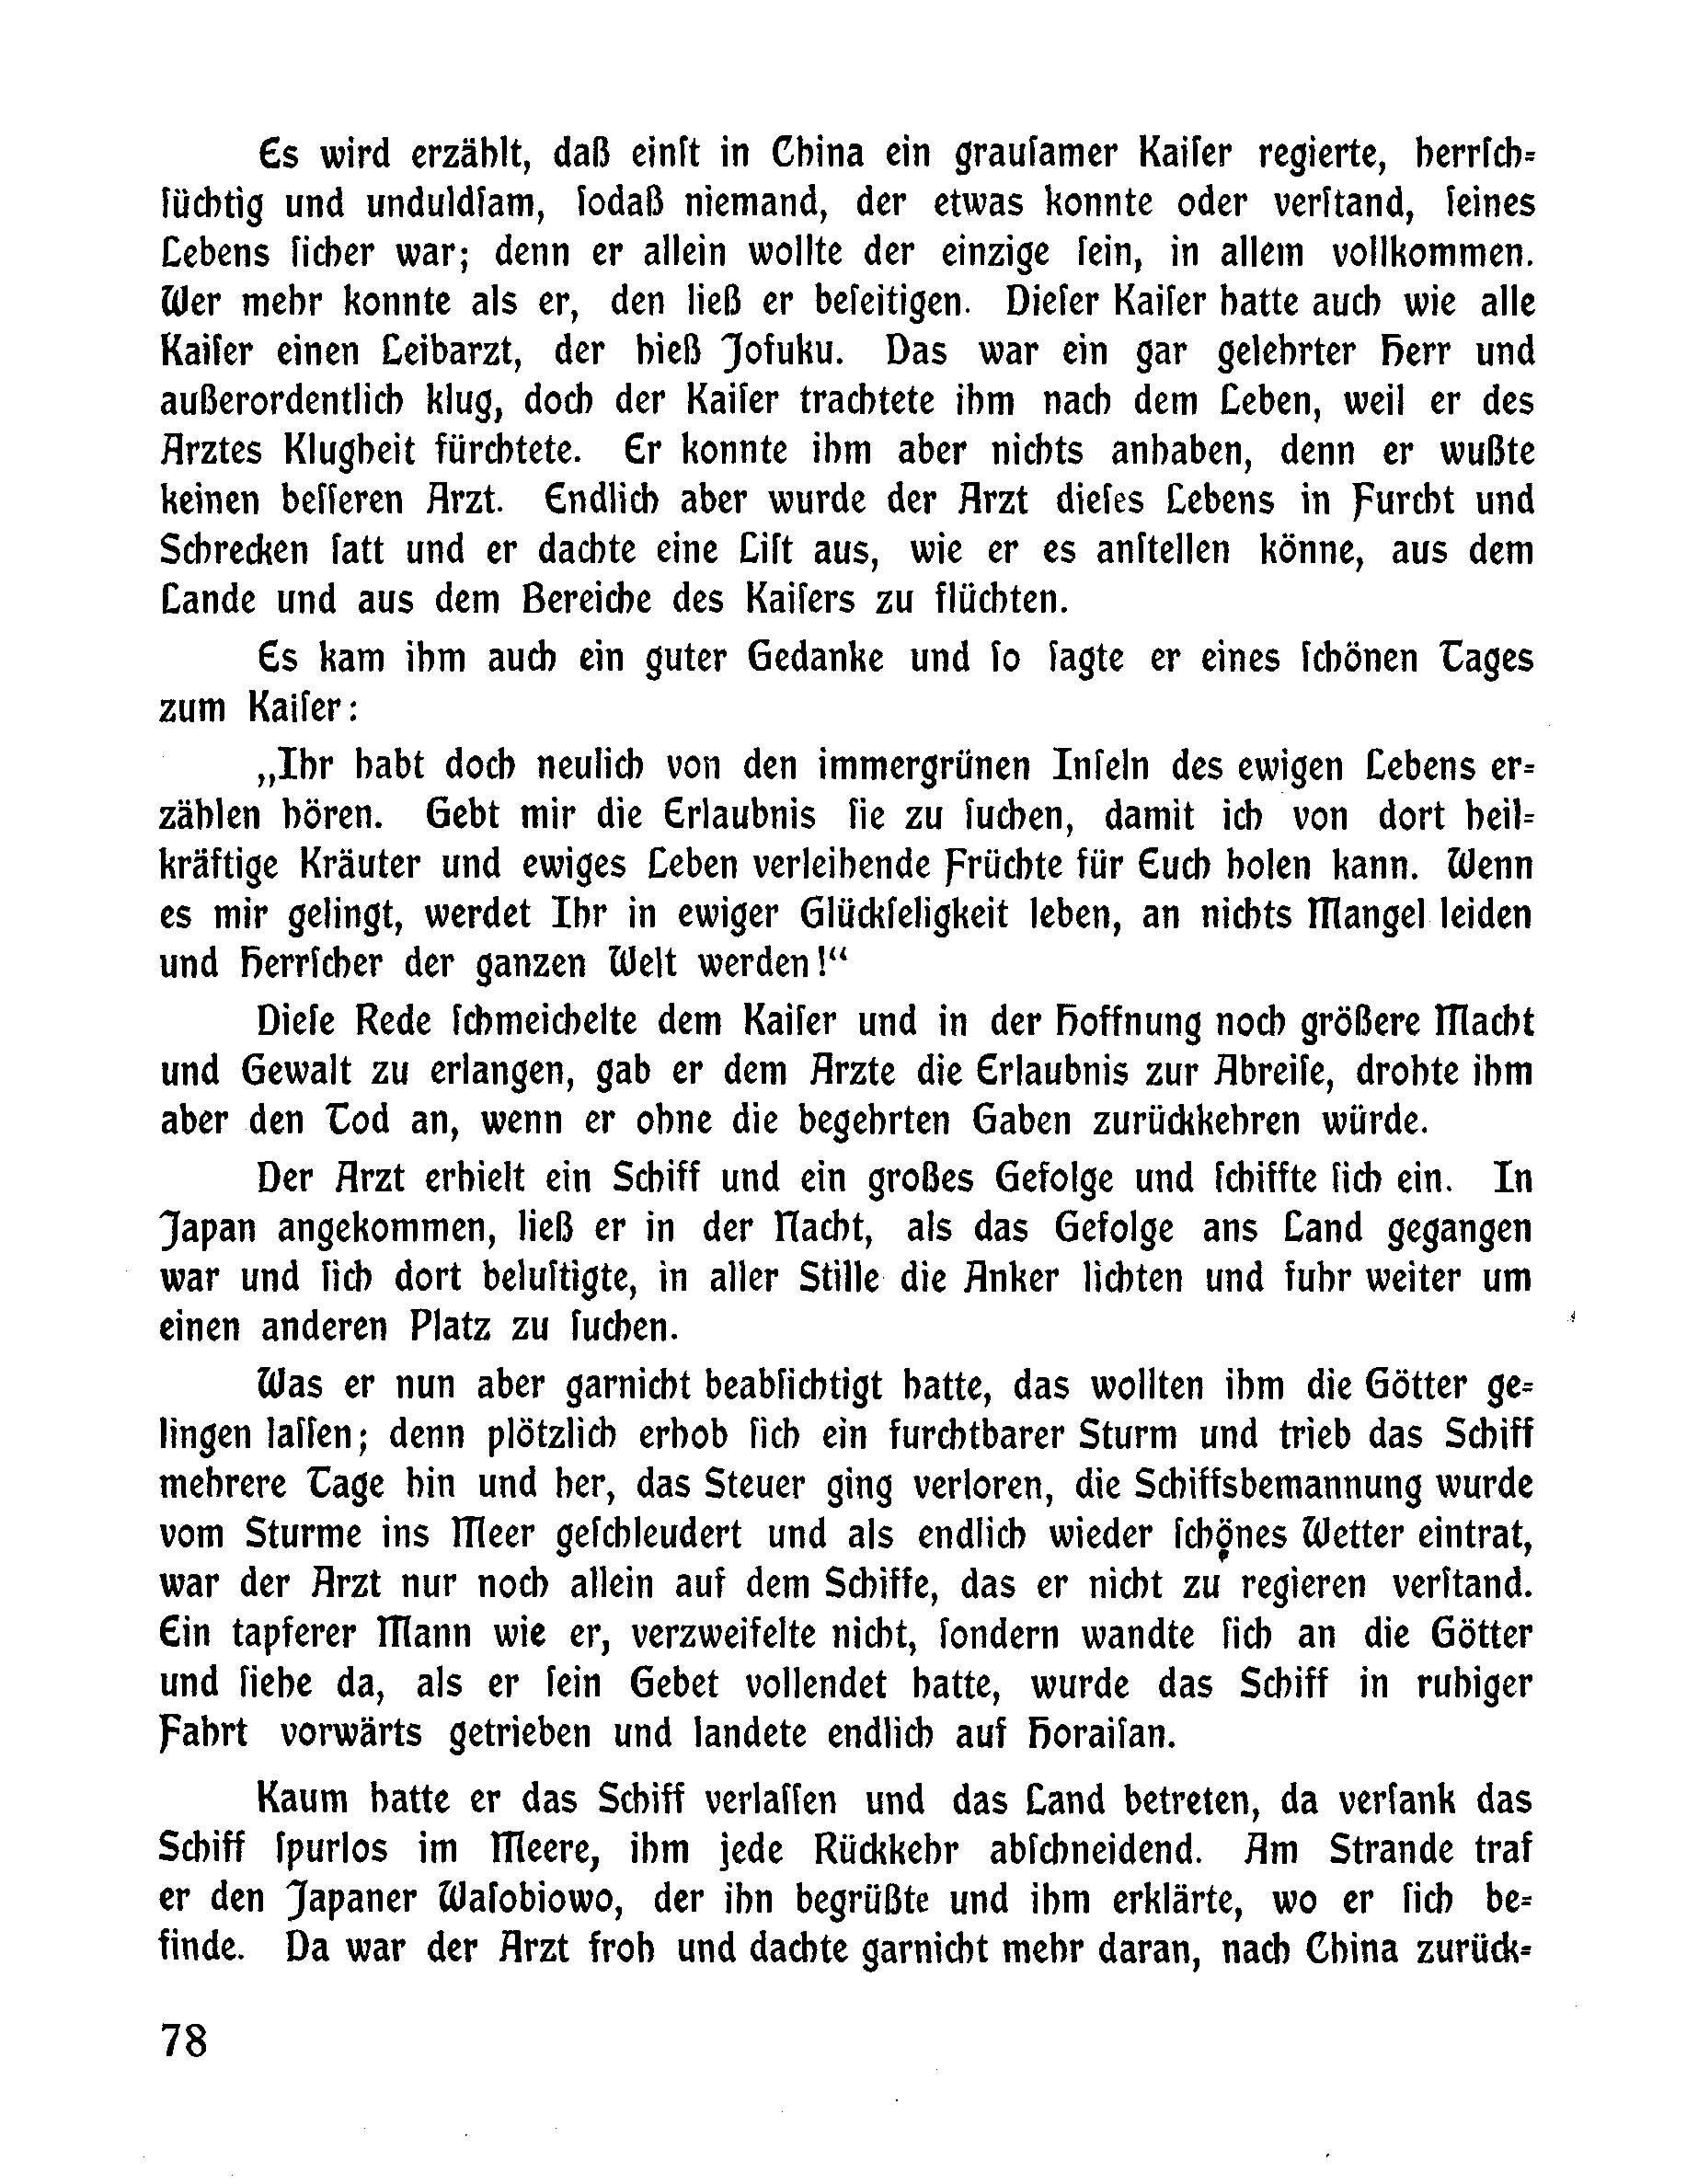 Es wird erzählt, daß einſt in China ein grauſamer Kaiſer regierte, herrſch-
ſüchtig und unduldſam, ſodaß niemand, der etwas konnte oder verſtand, ſeines
Lebens ſicher war; denn er allein wollte der einzige ſein, in allem vollkommen.
Wer mehr konnte als er, den ließ er beſeitigen. Dieſer Kaiſer hatte auch wie alle
Kaiſer einen Leibarzt, der hieß Jofuku. Das war ein gar gelehrter Herr und
außerordentlich klug, doch der Kaiſer trachtete ihm nach dem Leben, weil er des
Arztes Klugheit fürchtete. Er konnte ihm aber nichts anhaben, denn er wußte
keinen beſſeren Arzt. Endlich aber wurde der Arzt dieſes Lebens in Furcht und
Schrecken ſatt und er dachte eine Liſt aus, wie er es anſtellen könne, aus dem
Lande und aus dem Bereiche des Kaiſers zu flüchten.
Es kam ihm auch ein guter Gedanke und ſo ſagte er eines ſchönen Tages
zum Kaiſer:
„Ihr habt doch neulich von den immergrünen Inſeln des ewigen Lebens er-
zählen hören. Gebt mir die Erlaubnis ſie zu ſuchen, damit ich von dort heil-
kräftige Kräuter und ewiges Leben verleihende Früchte für Euch holen kann. Wenn
es mir gelingt, werdet Ihr in ewiger Glückſeligkeit leben, an nichts Mangel leiden
und Herrſcher der ganzen Welt werden!“
Dieſe Rede ſchmeichelte dem Kaiſer und in der Hoffnung noch größere Macht
und Gewalt zu erlangen, gab er dem Arzte die Erlaubnis zur Abreiſe, drohte ihm
aber den Tod an, wenn er ohne die begehrten Gaben zurückkehren würde.
Der Arzt erhielt ein Schiff und ein großes Gefolge und ſchiffte ſich ein. In
Japan angekommen, ließ er in der Nacht, als das Gefolge ans Land gegangen
war und ſich dort beluſtigte, in aller Stille die Anker lichten und fuhr weiter um
einen anderen Platz zu ſuchen.
Was er nun aber garnicht beabſichtigt hatte, das wollten ihm die Götter ge-
lingen laſſen; denn plötzlich erhob ſich ein furchtbarer Sturm und trieb das Schiff
mehrere Tage hin und her, das Steuer ging verloren, die Schiffsbemannung wurde
vom Sturme ins Meer geſchleudert und als endlich wieder ſchönes Wetter eintrat,
war der Arzt nur noch allein auf dem Schiffe, das er nicht zu regieren verſtand.
Ein tapferer Mann wie er, verzweifelte nicht, ſondern wandte ſich an die Götter
und ſiehe da, als er ſein Gebet vollendet hatte, wurde das Schiff in ruhiger
Fahrt vorwärts getrieben und landete endlich auf Horaiſan.
Kaum hatte er das Schiff verlaſſen und das Land betreten, da verſank das
Schiff ſpurlos im Meere, ihm jede Rückkehr abſchneidend. Am Strande traf
er den Japaner Waſobiowo, der ihn begrüßte und ihm erklärte, wo er ſich be-
finde. Da war der Arzt froh und dachte garnicht mehr daran, nach China zurück-
78